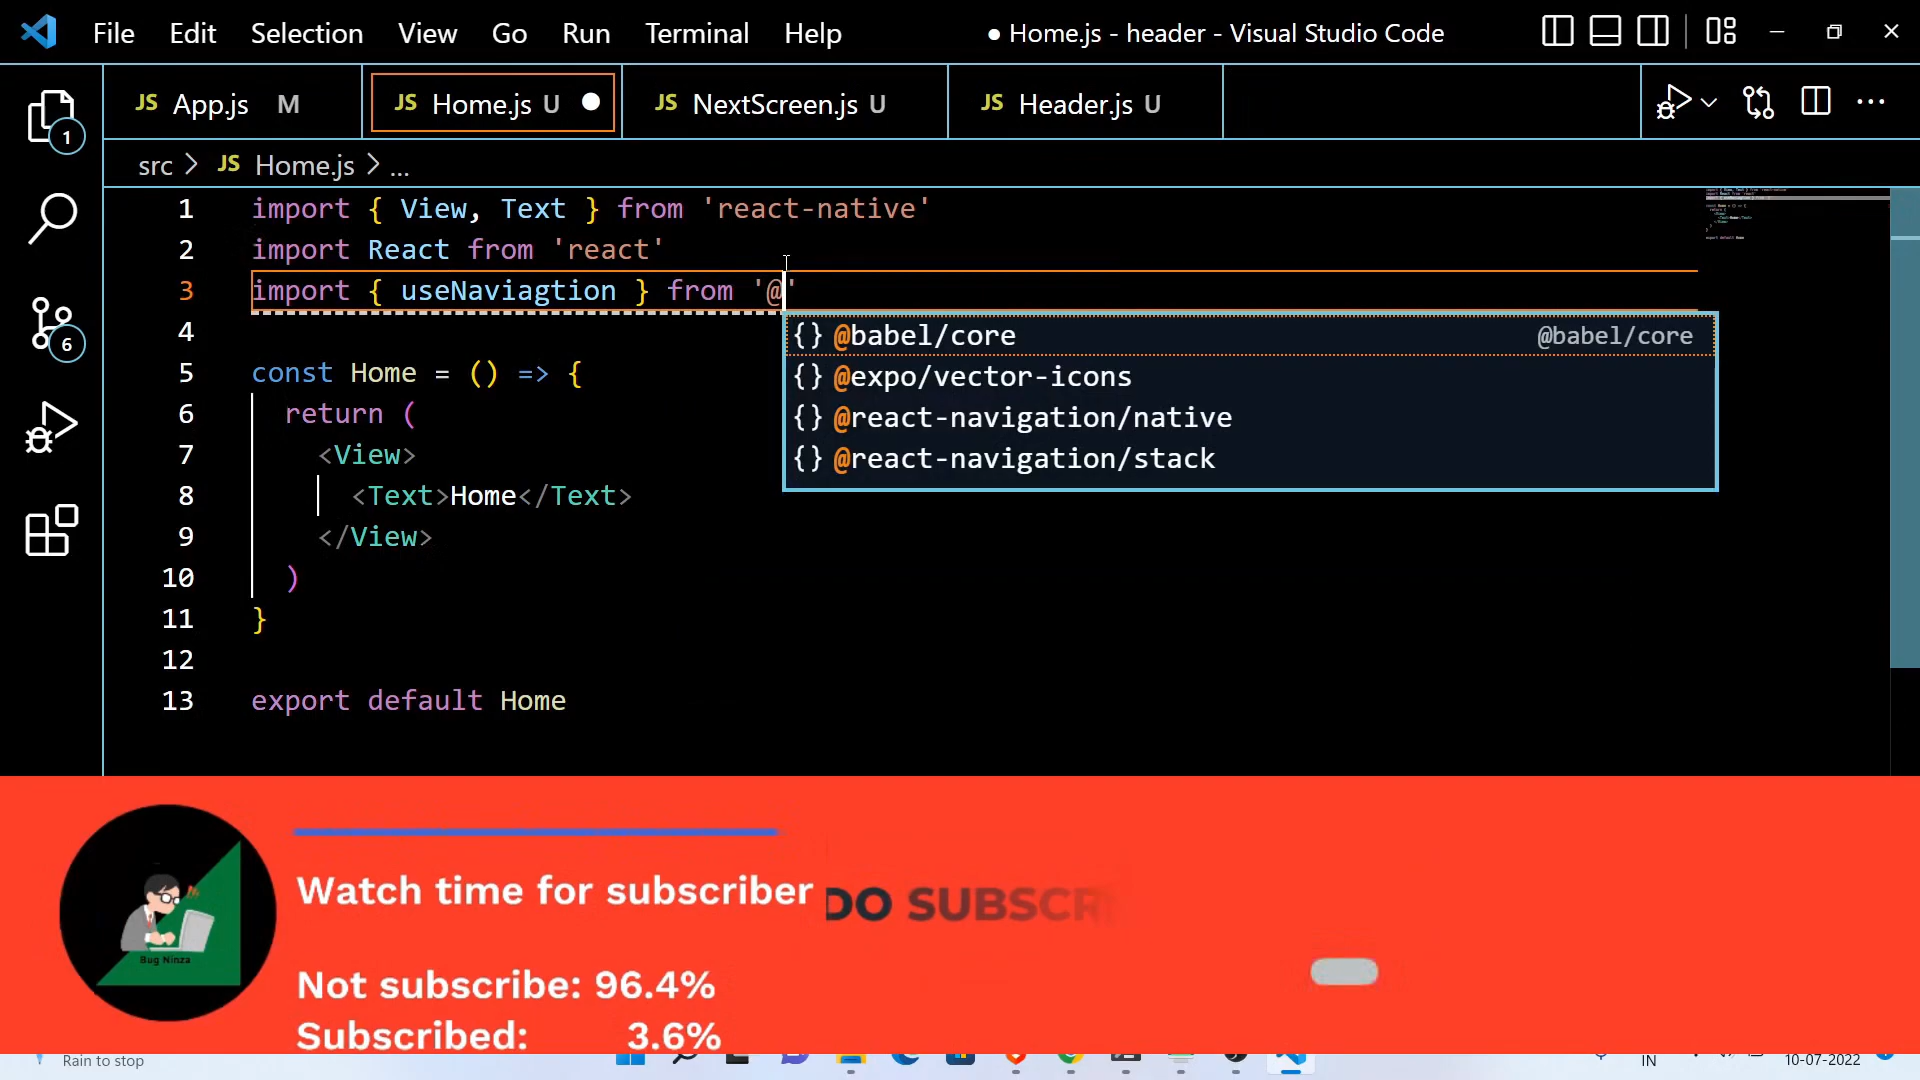 File Edit Selection View Go Run Terminal Help ● Home.js - header - Visual Studio Code
JS App.js M JS Home.js U JS NextScreen.js U JS Header.js U
1
src > JS Home.js > ...
1 import { View, Text } from 'react-native'
2 import React from 'react'
3 import { useNaviagtion } from '@'
4
5 const Home = () => {
6 return (
7 <View>
8 <Text>Home</Text>
9 </View>
10 )
11 }
12
13 export default Home
{} @babel/core @babel/core
{} @expo/vector-icons
{} @react-navigation/native
{} @react-navigation/stack
6
Bug Ninza
Watch time for subscriber
DO SUBSCR
Not subscribe: 96.4%
Subscribed: 3.6%
Rain to stop
IN
10-07-2022